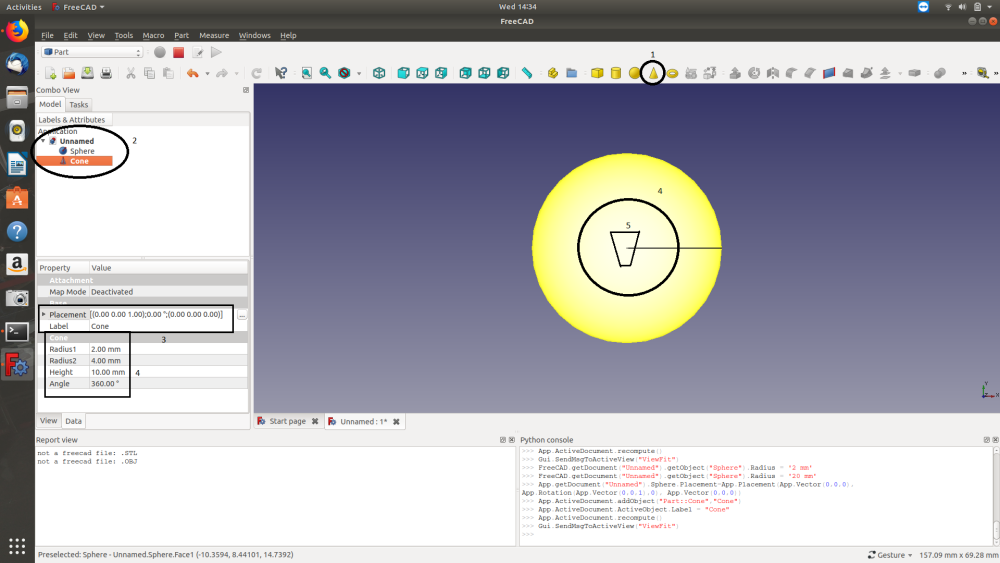 Activities FreeCAD Wed 14:34
FreeCAD
File Edit View Tools Macro Part Measure Windows Help
1
Part
Combo View
Model Tasks
Labels & Attributes
Application
Unnamed
2
Sphere
Cone
4
5
Property Value
Attachment
Map Mode Deactivated
Base
Placement [(0.00 0.00 1.00);0.00 °;(0.00 0.00 0.00)]
...
Label Cone
Cone
3
Radius1 2.00 mm
Radius2 4.00 mm
Height 10.00 mm
4
Angle 360.00 °
Y
Z X
View Data
Start page Unnamed : 1*
Report view
not a freecad file: .STL
not a freecad file: .OBJ
Python console
>>> App.ActiveDocument.recompute()
>>> Gui.SendMsgToActiveView("ViewFit")
>>> FreeCAD.getDocument("Unnamed").getObject("Sphere").Radius = '2 mm'
>>> FreeCAD.getDocument("Unnamed").getObject("Sphere").Radius = '20 mm'
>>> App.getDocument("Unnamed").Sphere.Placement=App.Placement(App.Vector(0,0,0),
App.Rotation(App.Vector(0,0,1),0), App.Vector(0,0,0))
>>> App.ActiveDocument.addObject("Part::Cone","Cone")
>>> App.ActiveDocument.ActiveObject.Label = "Cone"
>>> App.ActiveDocument.recompute()
>>> Gui.SendMsgToActiveView("ViewFit")
>>>
Preselected: Sphere - Unnamed.Sphere.Face1 (-10.3594, 8.44101, 14.7392)
Gesture 157.09 mm x 69.28 mm